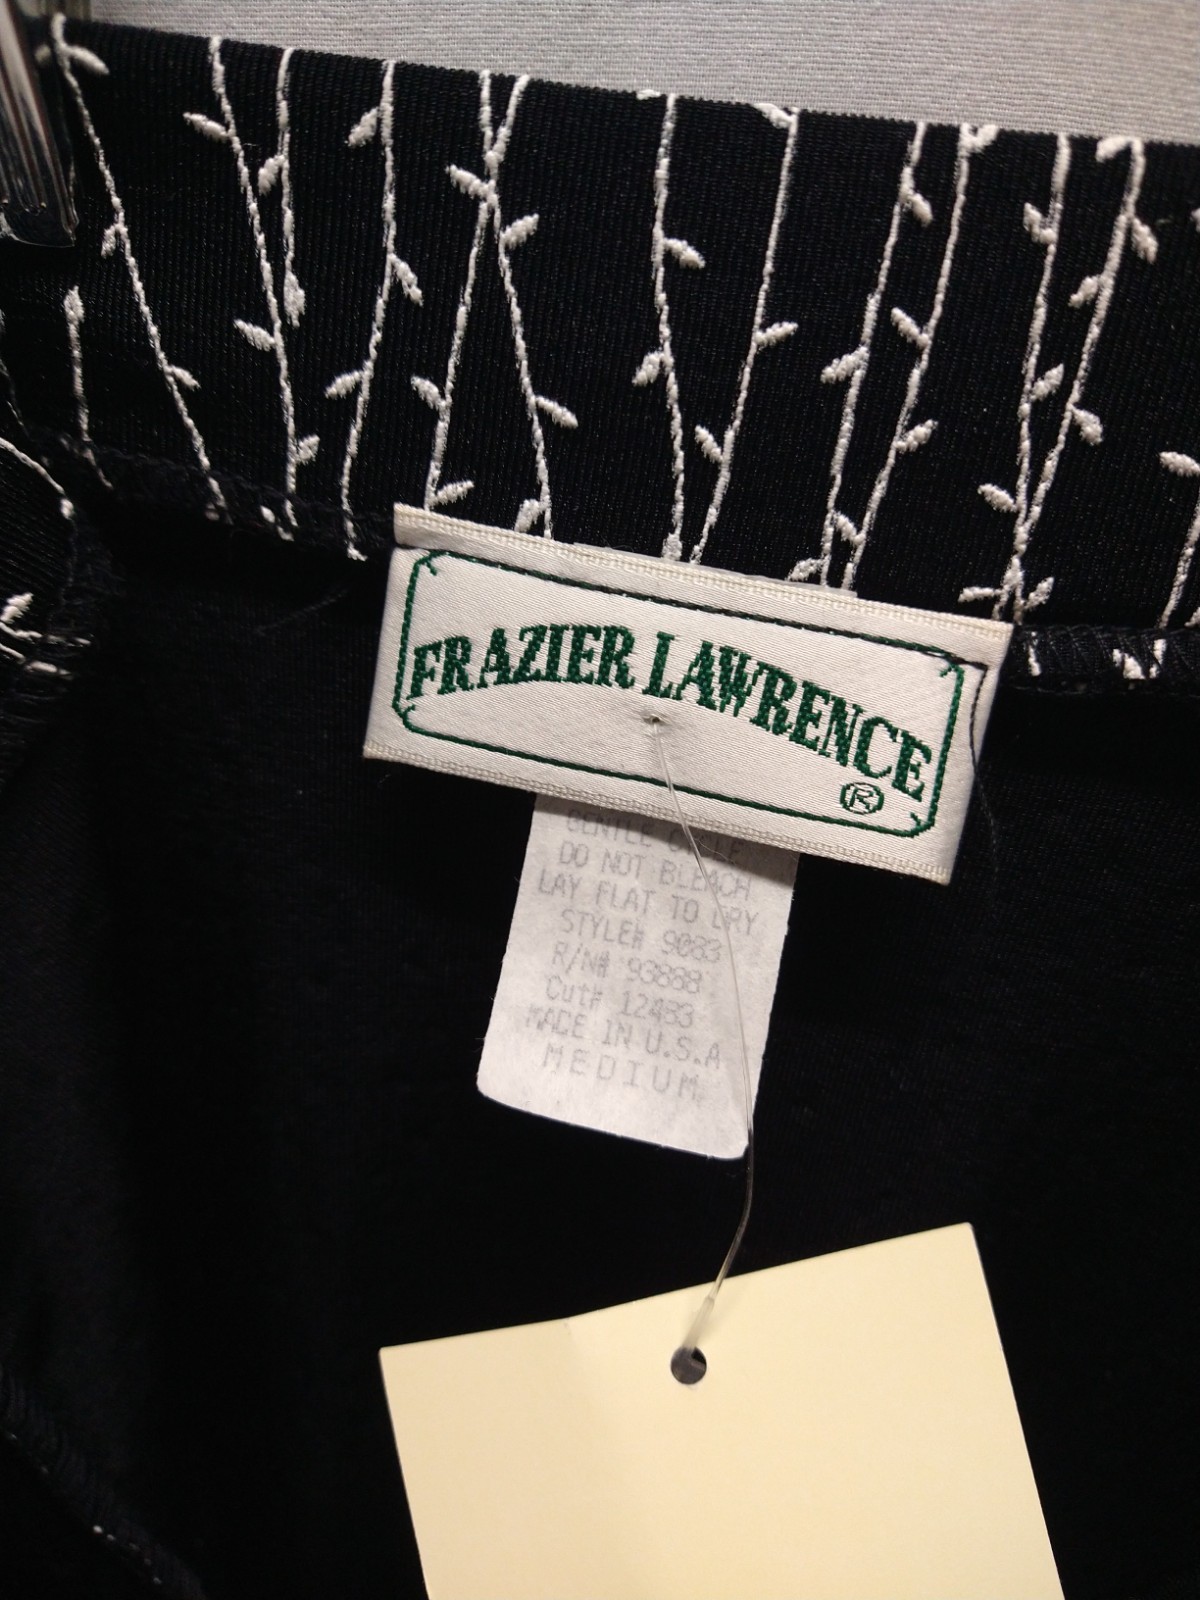 FRAZIER LAWRENCE
®
GENTLE CYCLE
DO NOT BLEACH
LAY FLAT TO DRY
STYLE# 9083
R/N# 93888
Cut# 12483
MADE IN U.S.A
MEDIUM